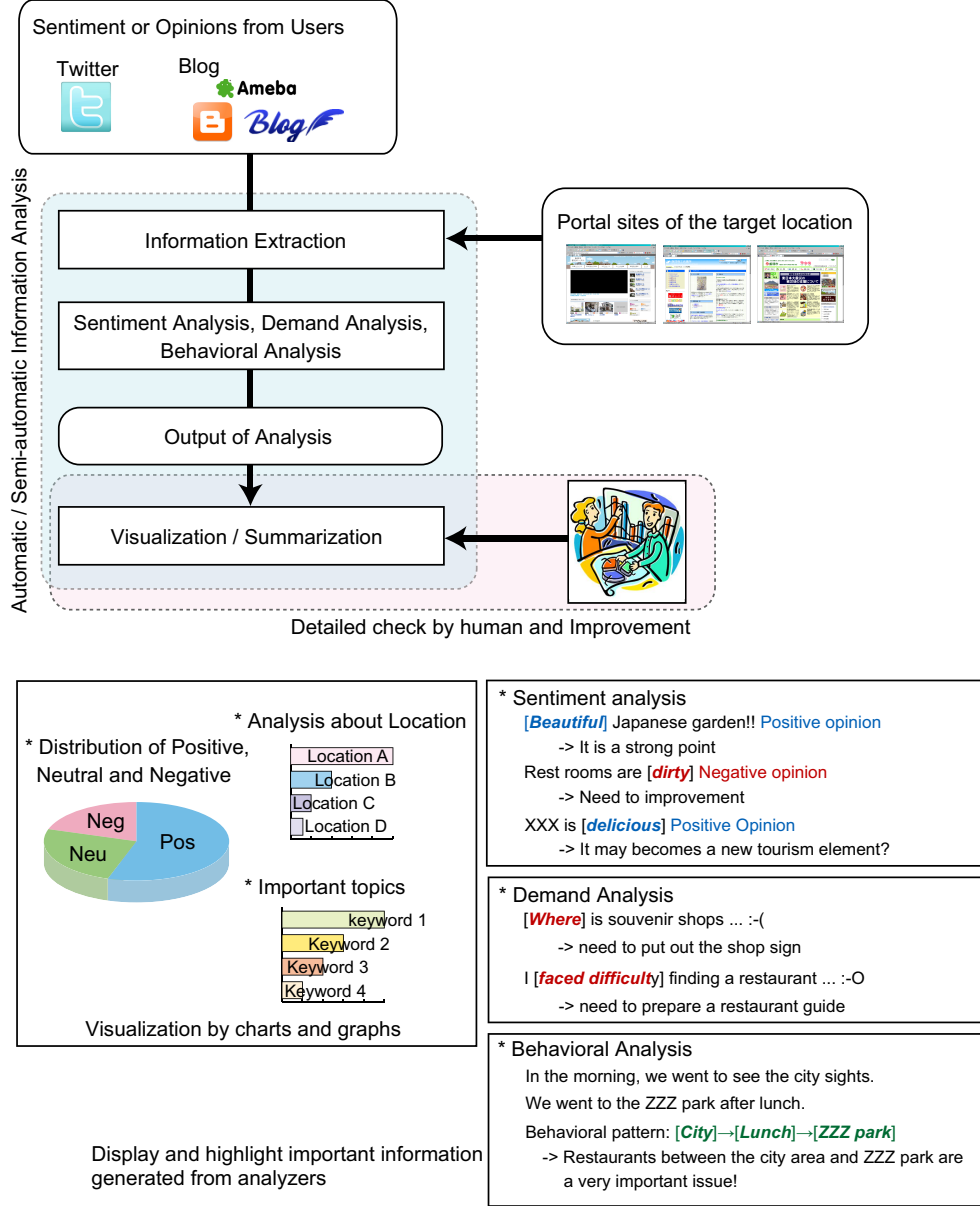 Sentiment or Opinions from Users
Twitter
Blog
Ameba
Blog
Automatic / Semi-automatic Information Analysis
Information Extraction
Portal sites of the target location
Sentiment Analysis, Demand Analysis,
Behavioral Analysis
Output of Analysis
Visualization / Summarization
Detailed check by human and Improvement
* Distribution of Positive,
Neutral and Negative
Neg
Neu
Pos
* Analysis about Location
Location A
Location B
Location C
Location D
* Important topics
keyword 1
Keyword 2
Keyword 3
Keyword 4
Visualization by charts and graphs
* Sentiment analysis
[Beautiful] Japanese garden!! Positive opinion
-> It is a strong point
Rest rooms are [dirty] Negative opinion
-> Need to improvement
XXX is [delicious] Positive Opinion
-> It may becomes a new tourism element?
* Demand Analysis
[Where] is souvenir shops ... :-(
-> need to put out the shop sign
I [faced difficulty] finding a restaurant ... :-O
-> need to prepare a restaurant guide
* Behavioral Analysis
In the morning, we went to see the city sights.
We went to the ZZZ park after lunch.
Behavioral pattern: [City]→[Lunch]→[ZZZ park]
-> Restaurants between the city area and ZZZ park are
a very important issue!
Display and highlight important information
generated from analyzers